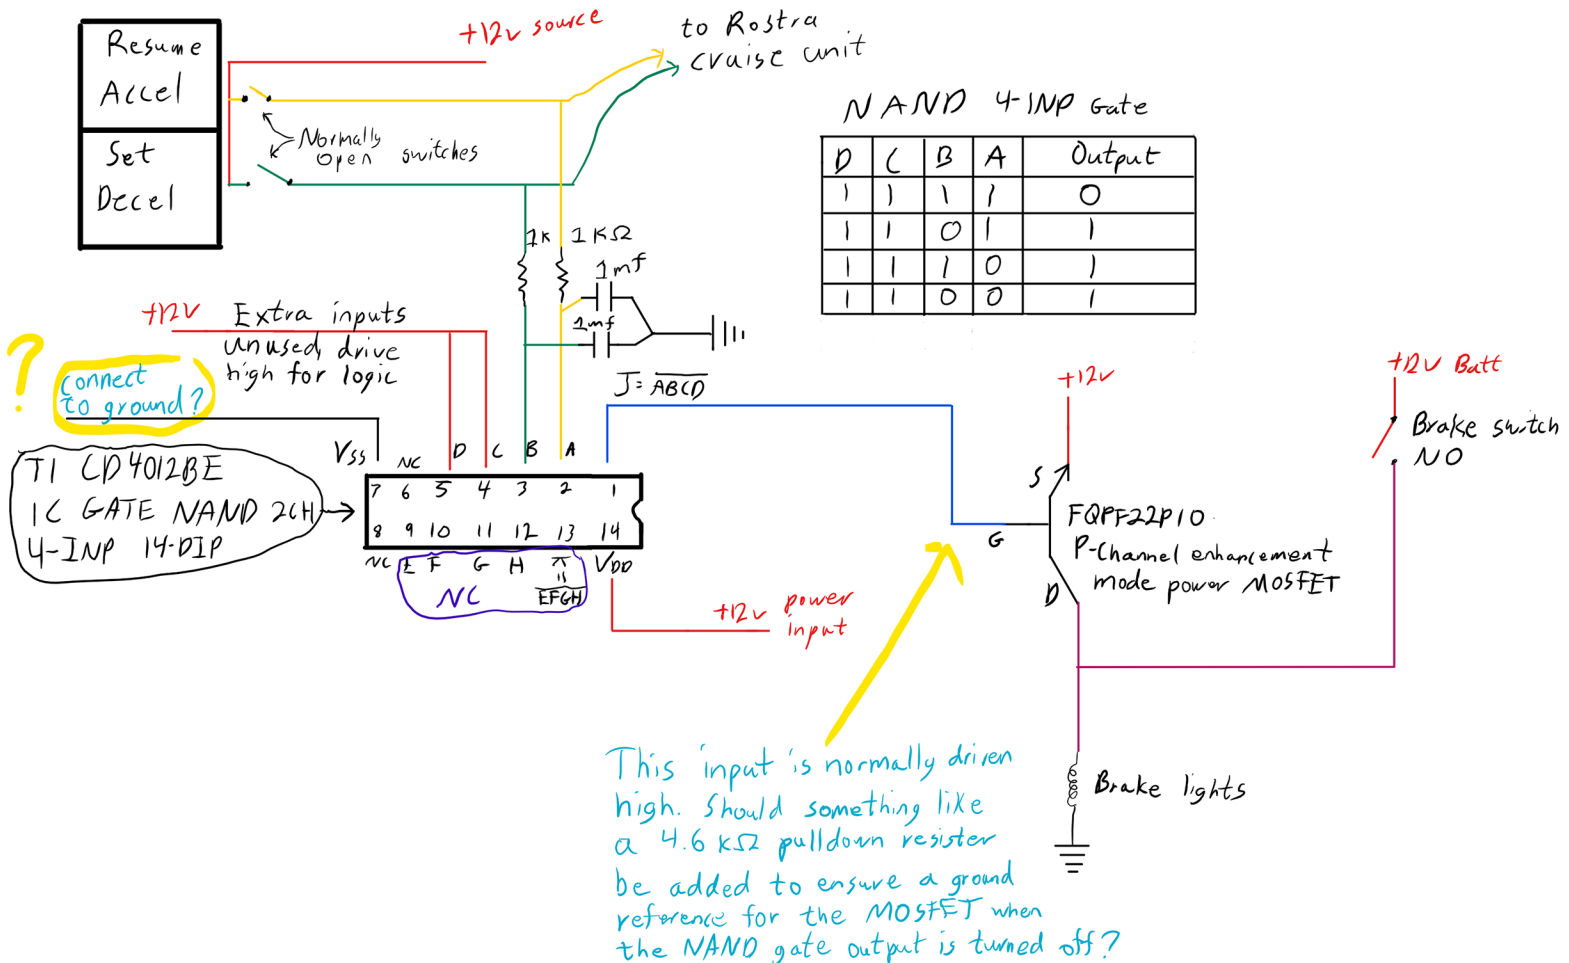 Resume
Accel
Set
Decel
+12v source
to Rostra
cruise unit
Normally
open switches
NAND 4-INP Gate
D C B A Output
1 1 1 1 0
1 1 0 1 1
1 1 1 0 1
1 1 0 0 1
1k 1KΩ
1mf
1mf
+12V Extra inputs
unused, drive
high for logic
?
connect
to ground?
J=ABCD
VSS NC D C B A
7 6 5 4 3 2 1
8 9 10 11 12 13 14
NC E F G H K VDD
=
EFGH
NC
TI CD4012BE
IC GATE NAND 2CH
4-INP 14-DIP
+12v power
input
+12v
S
G
D
FQPF22P10
P-Channel enhancement
mode power MOSFET
+12v Batt
Brake switch
NO
Brake lights
This input is normally driven
high. Should something like
a 4.6 KΩ pulldown resister
be added to ensure a ground
reference for the MOSFET when
the NAND gate output is turned off?